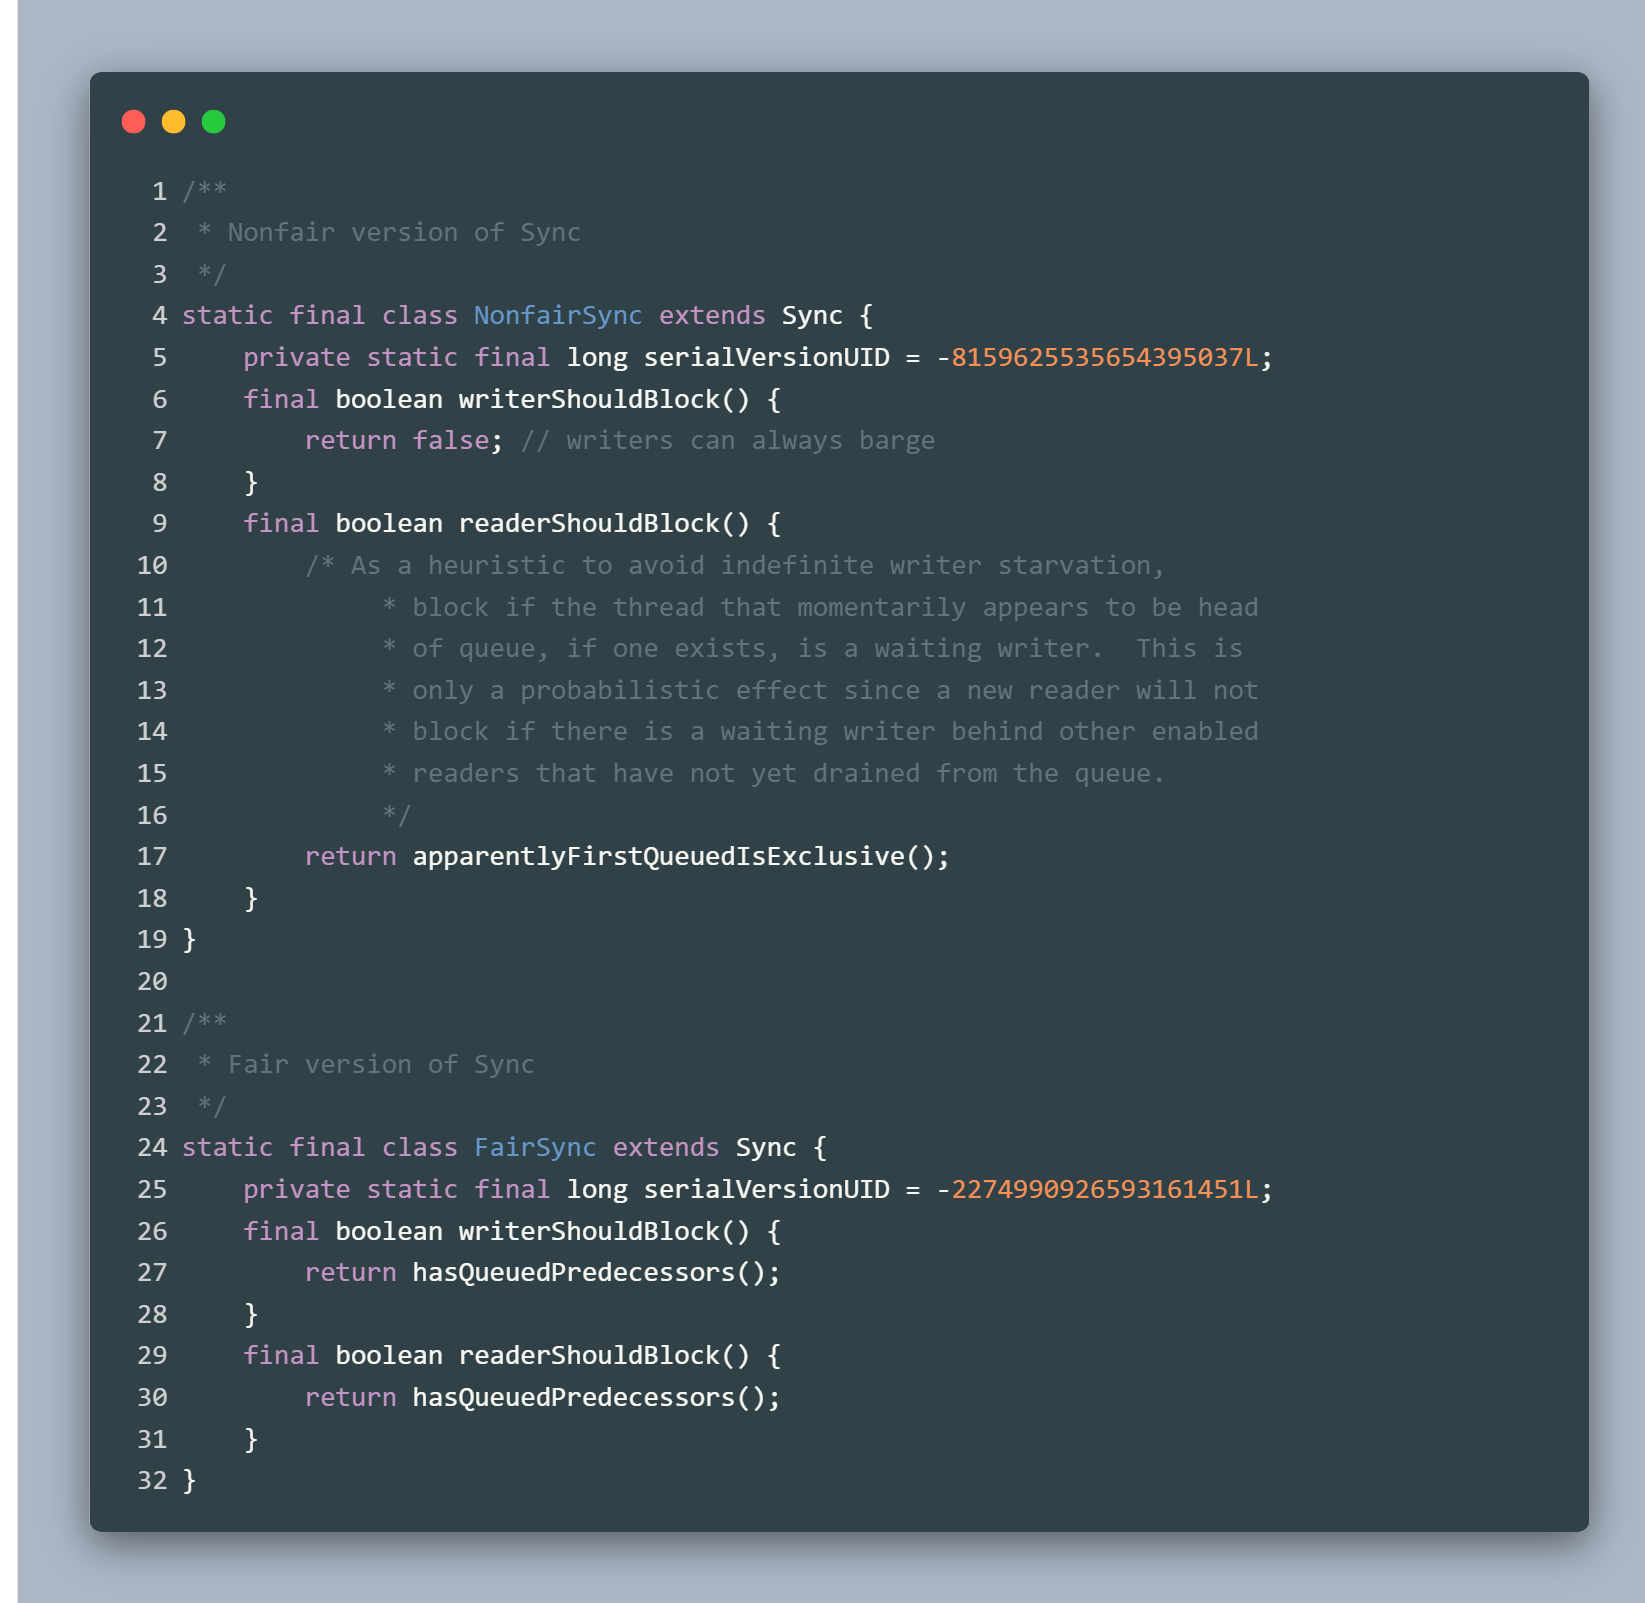 1 /**
2  * Nonfair version of Sync
3  */
4 static final class NonfairSync extends Sync {
5     private static final long serialVersionUID = -8159625535654395037L;
6     final boolean writerShouldBlock() {
7         return false; // writers can always barge
8     }
9     final boolean readerShouldBlock() {
10         /* As a heuristic to avoid indefinite writer starvation,
11              * block if the thread that momentarily appears to be head
12              * of queue, if one exists, is a waiting writer.  This is
13              * only a probabilistic effect since a new reader will not
14              * block if there is a waiting writer behind other enabled
15              * readers that have not yet drained from the queue.
16              */
17         return apparentlyFirstQueuedIsExclusive();
18     }
19 }
20
21 /**
22  * Fair version of Sync
23  */
24 static final class FairSync extends Sync {
25     private static final long serialVersionUID = -2274990926593161451L;
26     final boolean writerShouldBlock() {
27         return hasQueuedPredecessors();
28     }
29     final boolean readerShouldBlock() {
30         return hasQueuedPredecessors();
31     }
32 }